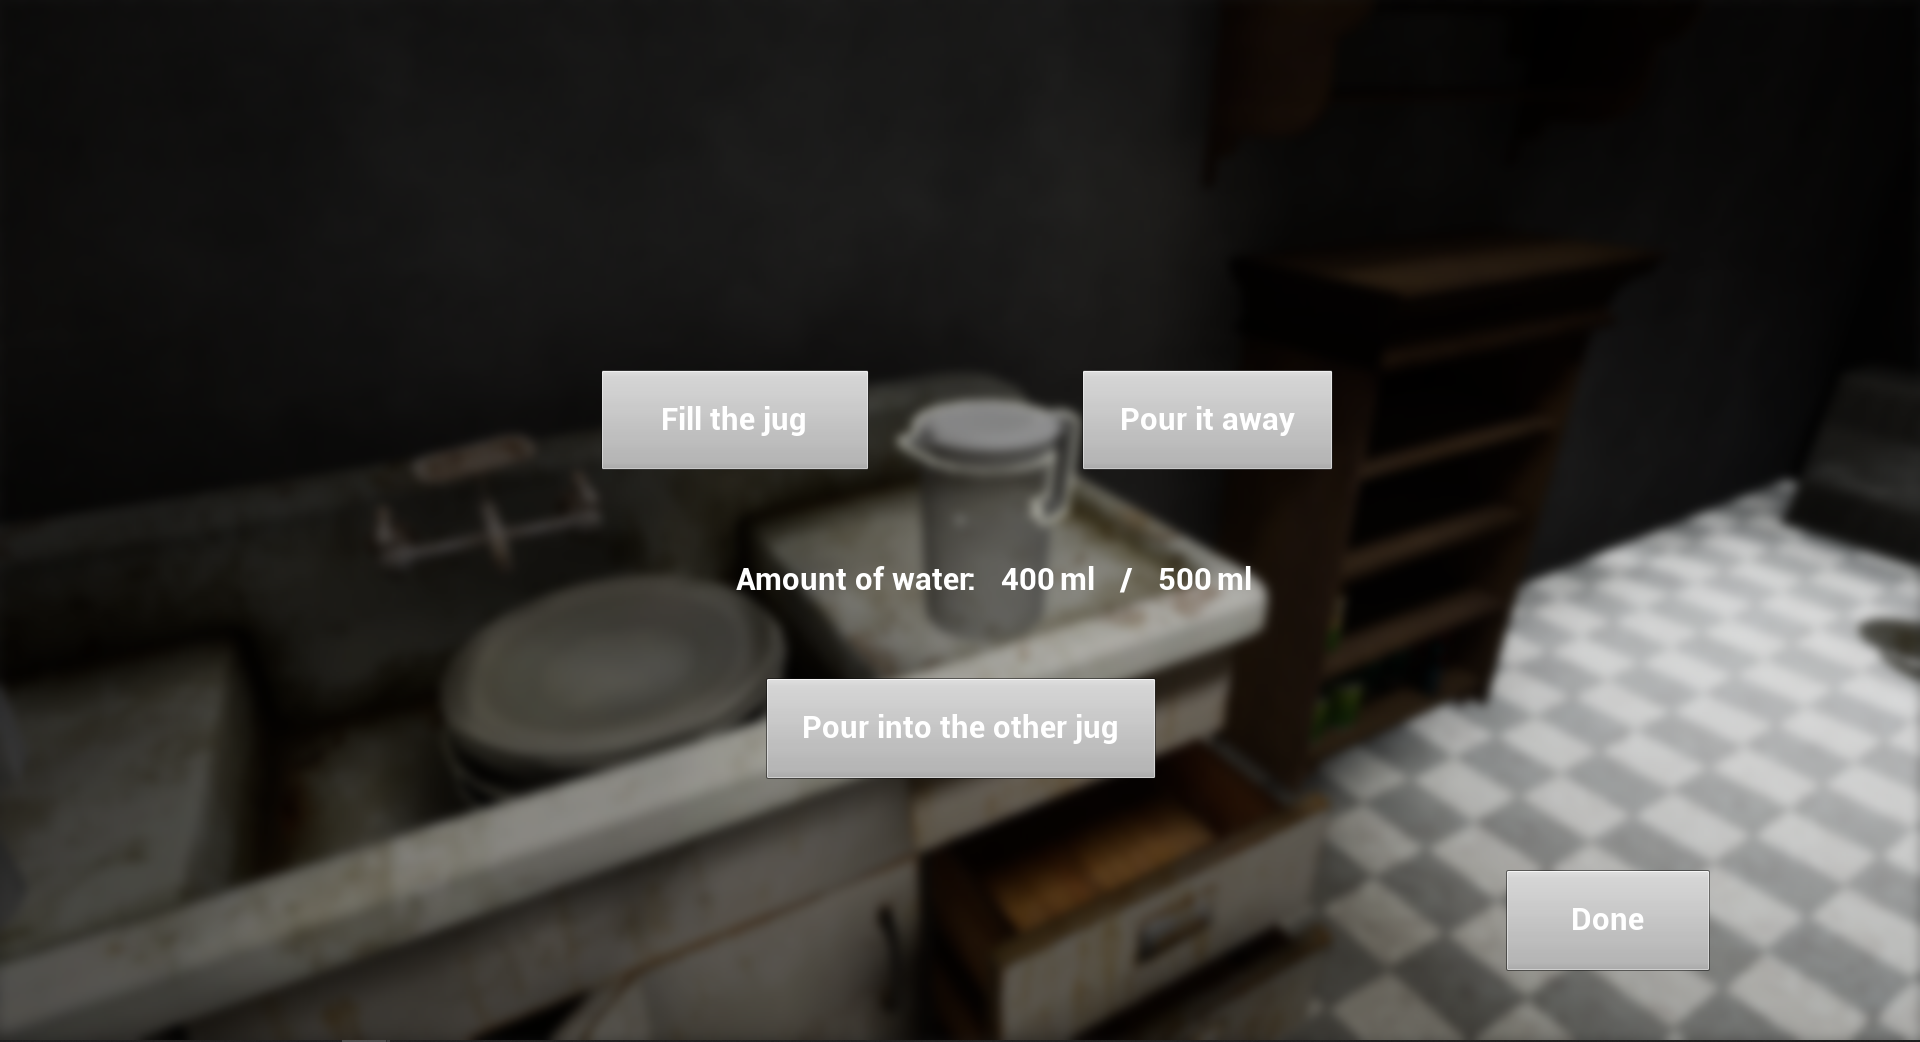 Fill the jug
Pour it away
Amount of water: 400 ml / 500 ml
Pour into the other jug
Done